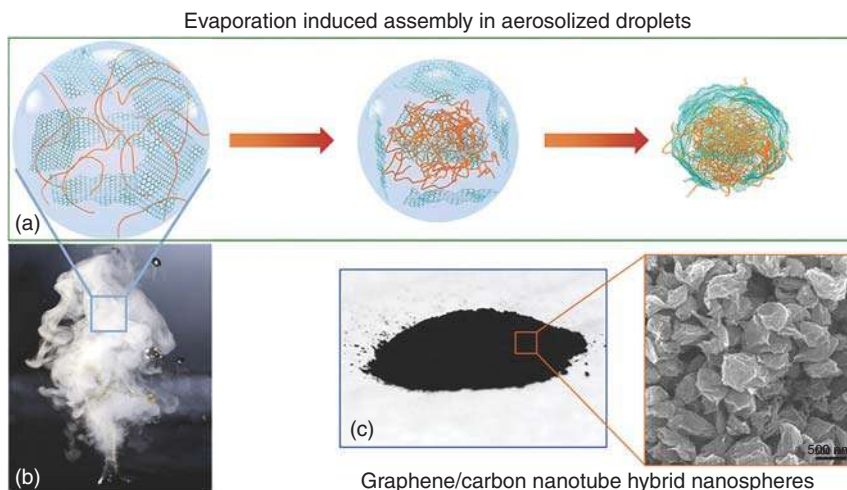 Evaporation induced assembly in aerosolized droplets
(a)
(b)
(c)
500 nm
Graphene/carbon nanotube hybrid nanospheres